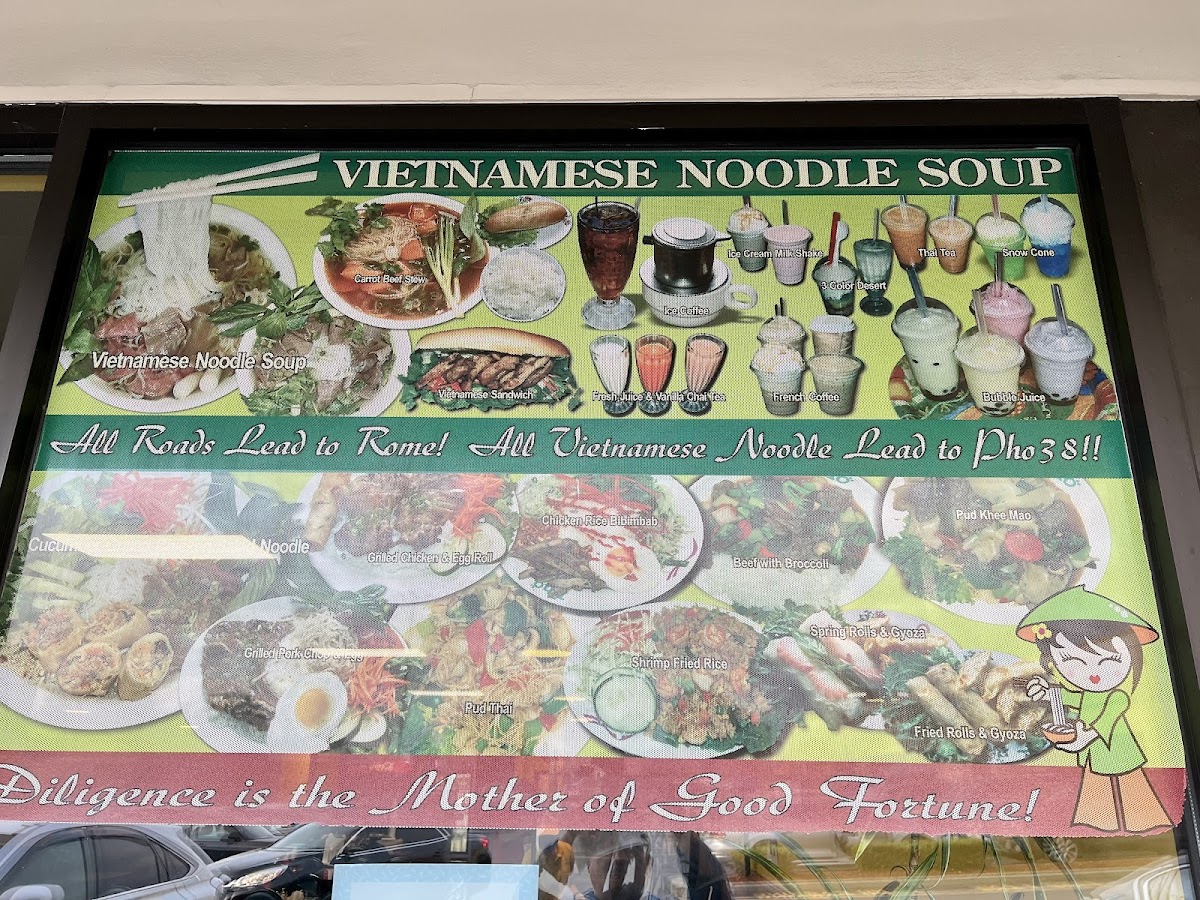 VIETNAMESE NOODLE SOUP
Carrot Beef Stew
Ice Cream Milk Shake
Thai Tea
Snow Cone
3 Color Desert
Ice Coffee
Vietnamese Noodle Soup
Vietnamese Sandwich
Fresh Juice & Vanilla Chai Tea
French Coffee
Bubble Juice
All Roads Lead to Rome! All Vietnamese Noodle Lead to Pho38!!
Noodle
Grilled Chicken & Egg Roll
Chicken Rice Bibimbab
Beef with Broccoli
Pud Khee Mao
Grilled Pork Chop & Egg
Pud Thai
Shrimp Fried Rice
Spring Rolls & Gyoza
Fried Rolls & Gyoza
Diligence is the Mother of Good Fortune!